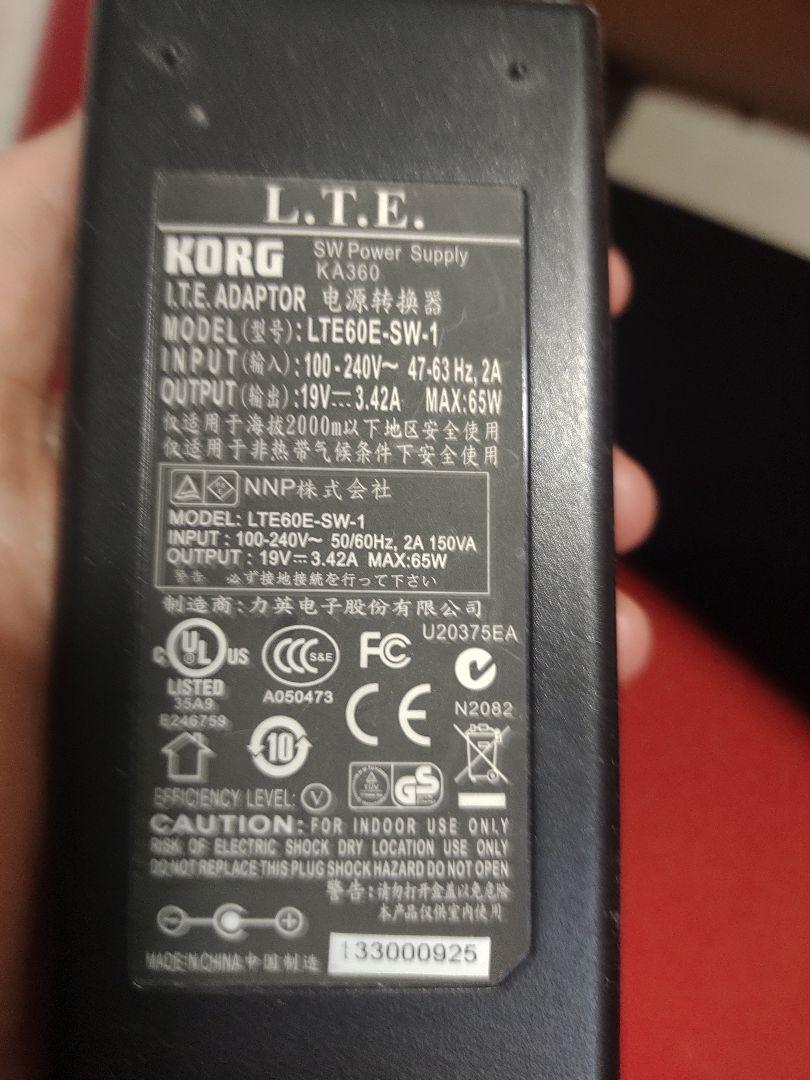 L.T.E.
KORG SW Power Supply
KA360
I.T.E. ADAPTOR 电源转换器
MODEL(型号):LTE60E-SW-1
INPUT(输入):100-240V~ 47-63Hz, 2A
OUTPUT(输出):19V⎓3.42A MAX:65W
仅适用于海拔2000m以下地区安全使用
仅适用于非热带气候条件下安全使用
NNP株式会社
MODEL: LTE60E-SW-1
INPUT : 100-240V~ 50/60Hz, 2A 150VA
OUTPUT : 19V⎓3.42A MAX:65W
警告 必ず接地接続を行って下さい
制造商:力英电子股份有限公司
U20375EA
C UL US
LISTED
35A9
E246759
CCC S&E
A050473
FC
CE
N2082
10
TÜV GS
EFFICIENCY LEVEL: V
CAUTION: FOR INDOOR USE ONLY
RISK OF ELECTRIC SHOCK DRY LOCATION USE ONLY
DO NOT REPLACE THIS PLUG SHOCK HAZARD DO NOT OPEN
警告:请勿打开盒盖以免危险
本产品仅供室内使用
MADE IN CHINA 中国制造
133000925